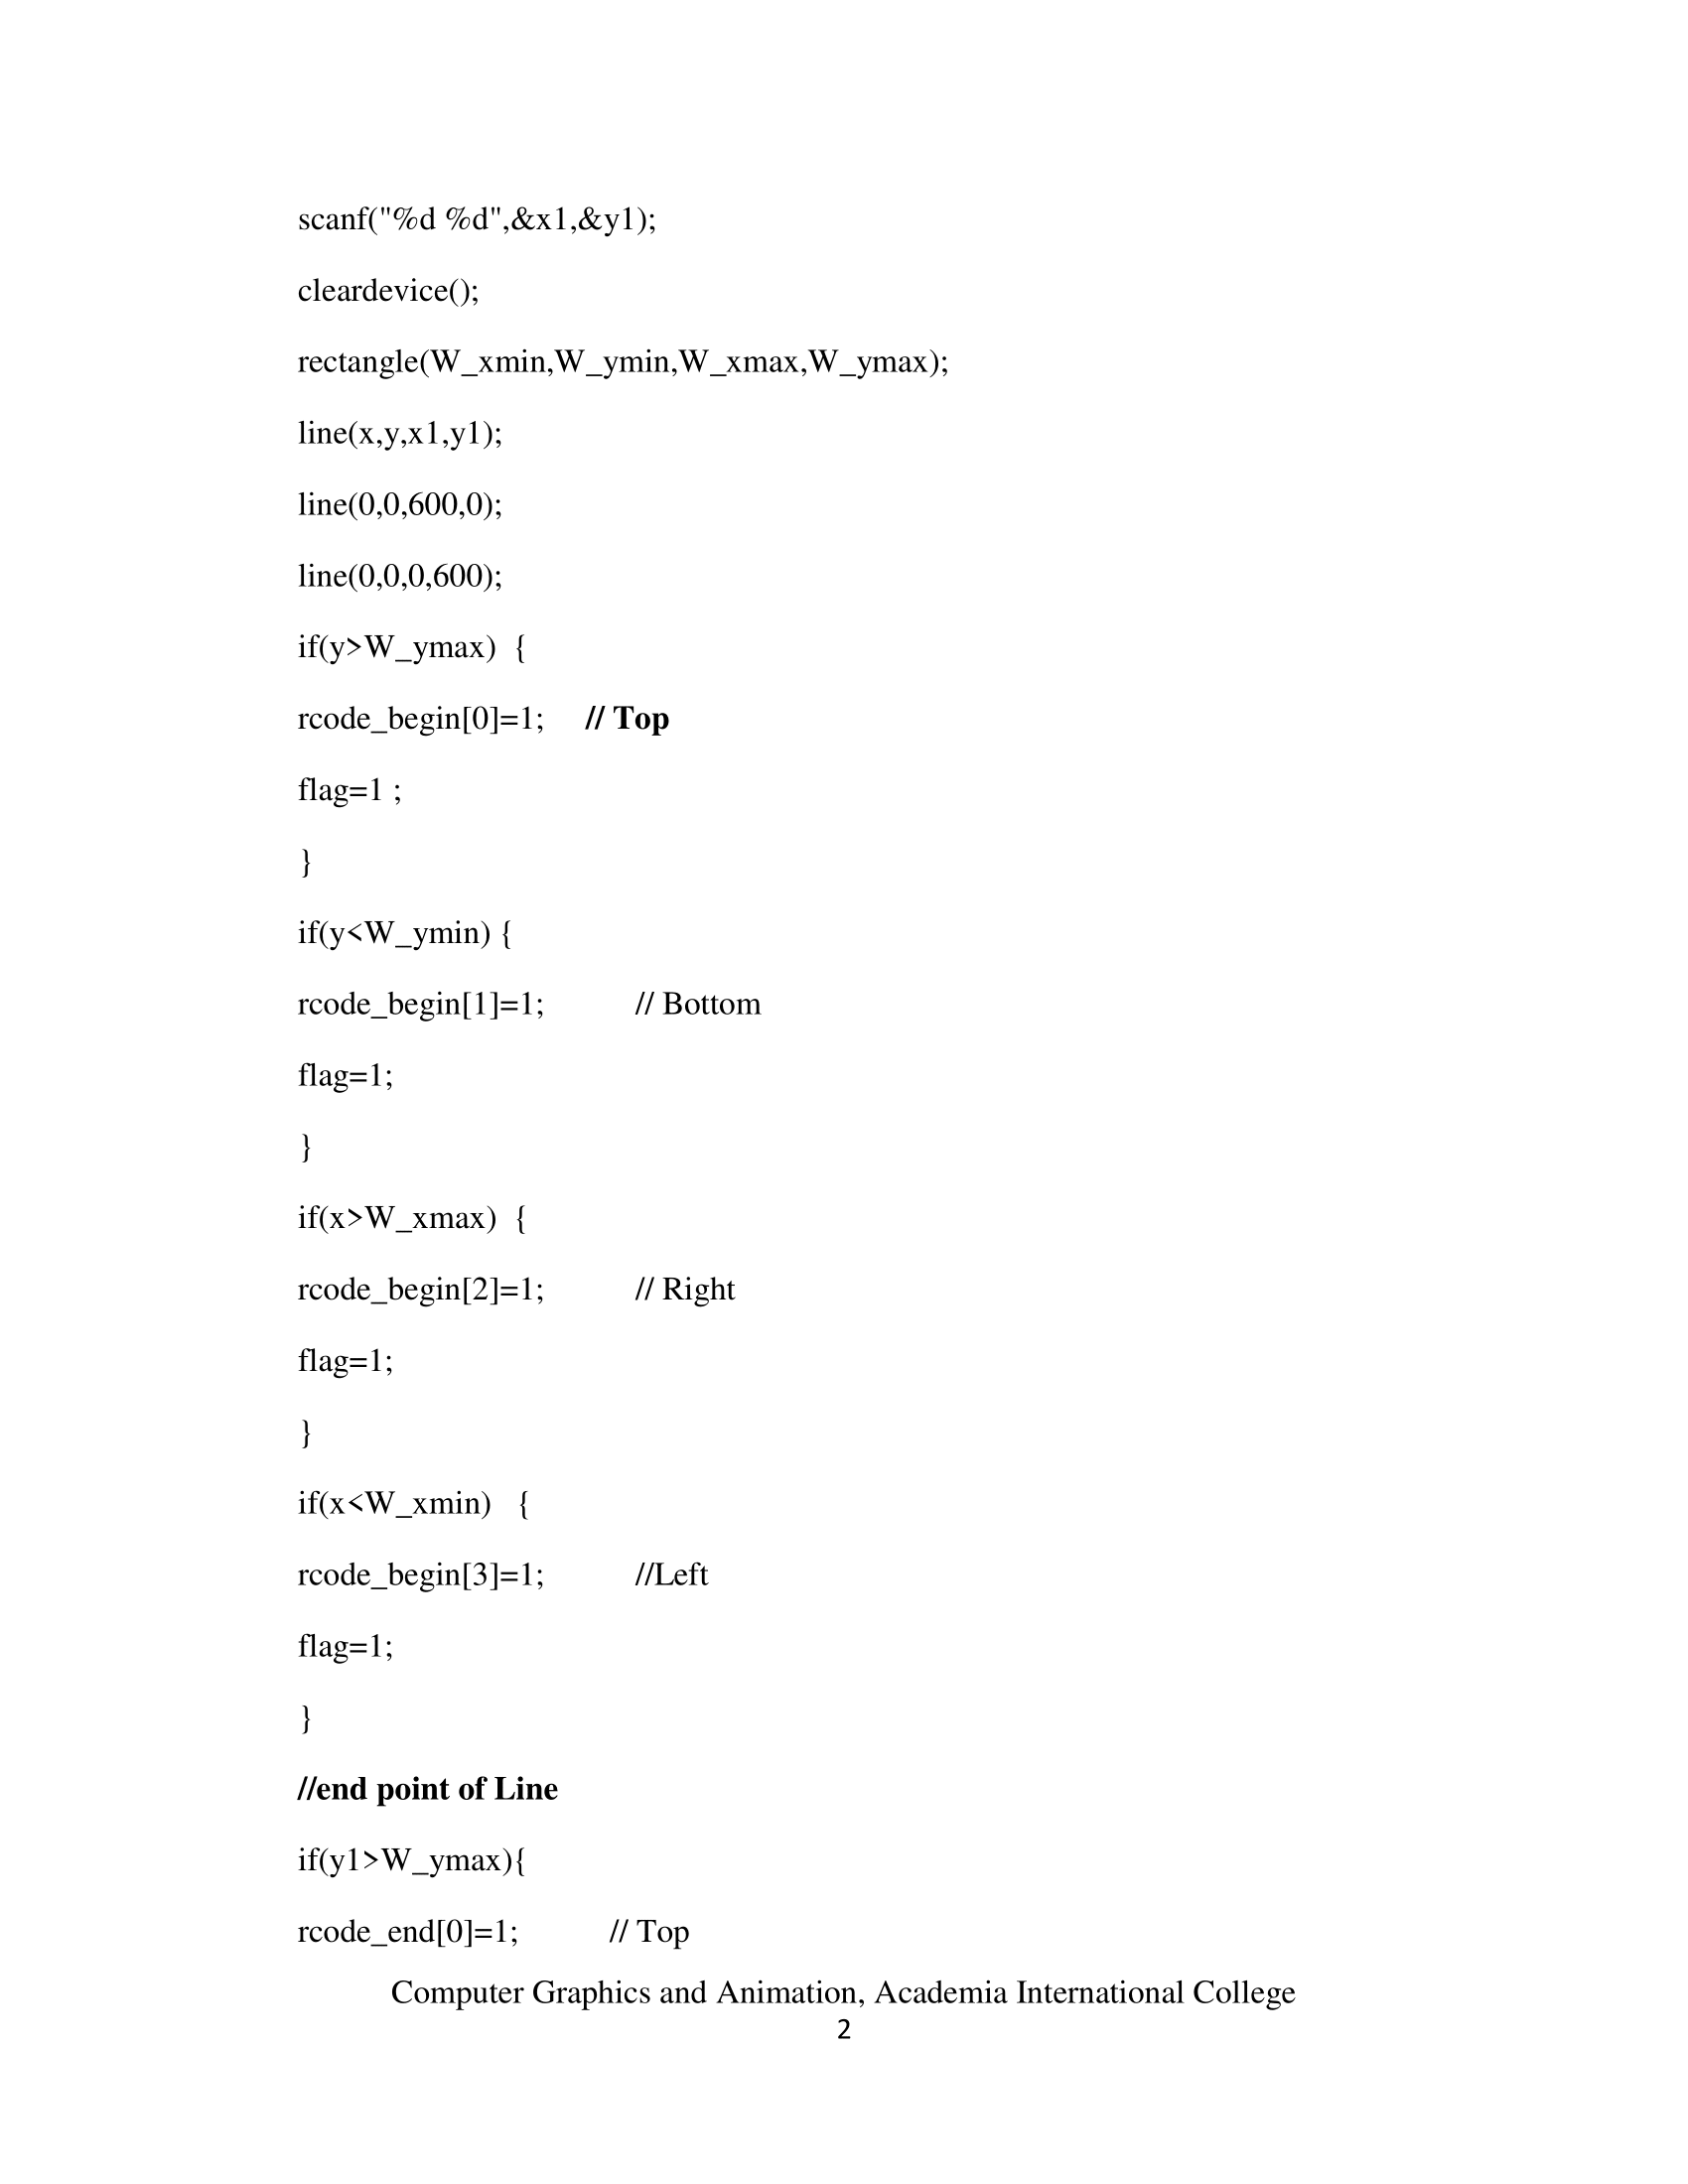 scanf("%d %d",&x1,&y1);
cleardevice();
rectangle(W_xmin,W_ymin,W_xmax,W_ymax);
line(x,y,x1,y1);
line(0,0,600,0);
line(0,0,0,600);
if(y>W_ymax)  {
rcode_begin[0]=1;     // Top
flag=1 ;
}
if(y<W_ymin) {
rcode_begin[1]=1;           // Bottom
flag=1;
}
if(x>W_xmax)  {
rcode_begin[2]=1;           // Right
flag=1;
}
if(x<W_xmin)   {
rcode_begin[3]=1;           //Left
flag=1;
}
//end point of Line
if(y1>W_ymax){
rcode_end[0]=1;           // Top
Computer Graphics and Animation, Academia International College
2